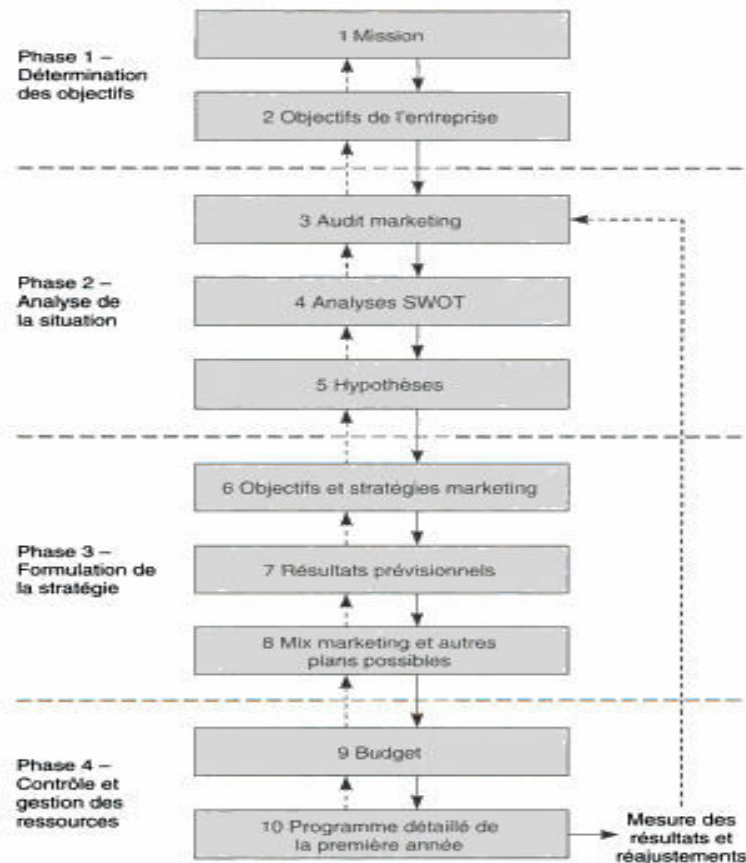 Phase 1 –
Détermination
des objectifs
1 Mission
2 Objectifs de l'entreprise
Phase 2 –
Analyse de
la situation
3 Audit marketing
4 Analyses SWOT
5 Hypothèses
Phase 3 –
Formulation de
la stratégie
6 Objectifs et stratégies marketing
7 Résultats prévisionnels
8 Mix marketing et autres
plans possibles
Phase 4 –
Contrôle et
gestion des
ressources
9 Budget
10 Programme détaillé de
la première année
Mesure des
résultats et
réajustements